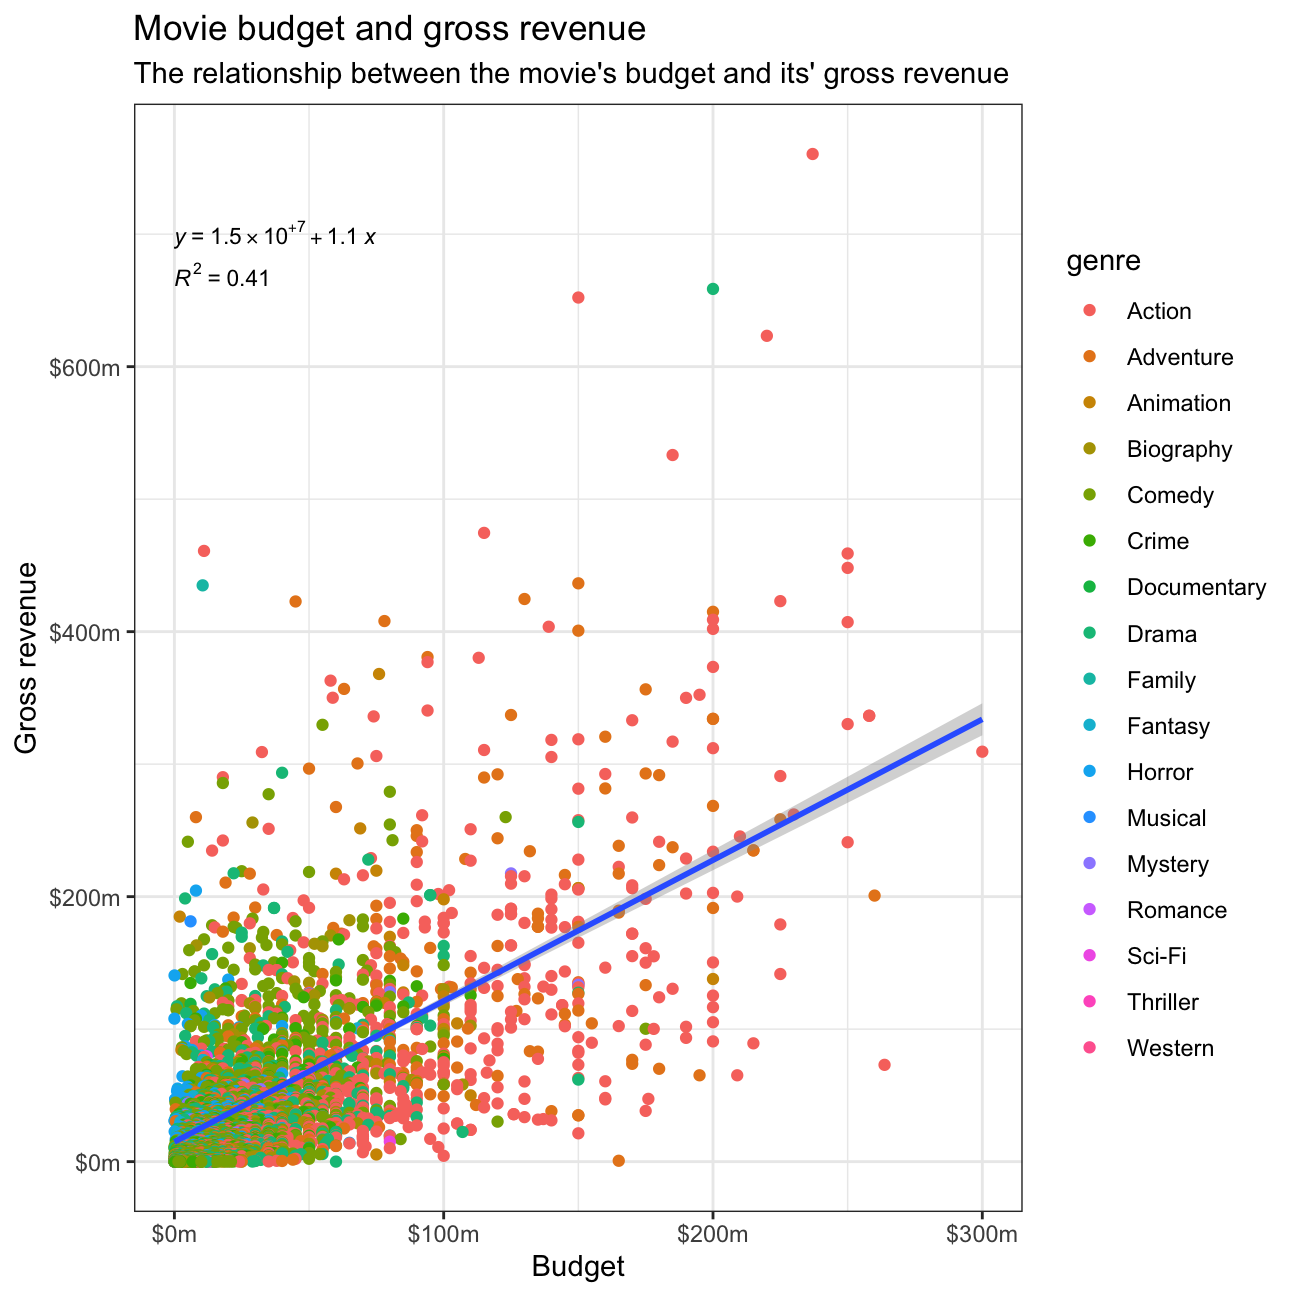 Movie budget and gross revenue
The relationship between the movie's budget and its' gross revenue
y = 1.5 × 10^+7 + 1.1 x
R^2 = 0.41
Gross revenue
$600m
$400m
$200m
$0m
$0m $100m $200m $300m
Budget
genre
Action
Adventure
Animation
Biography
Comedy
Crime
Documentary
Drama
Family
Fantasy
Horror
Musical
Mystery
Romance
Sci-Fi
Thriller
Western